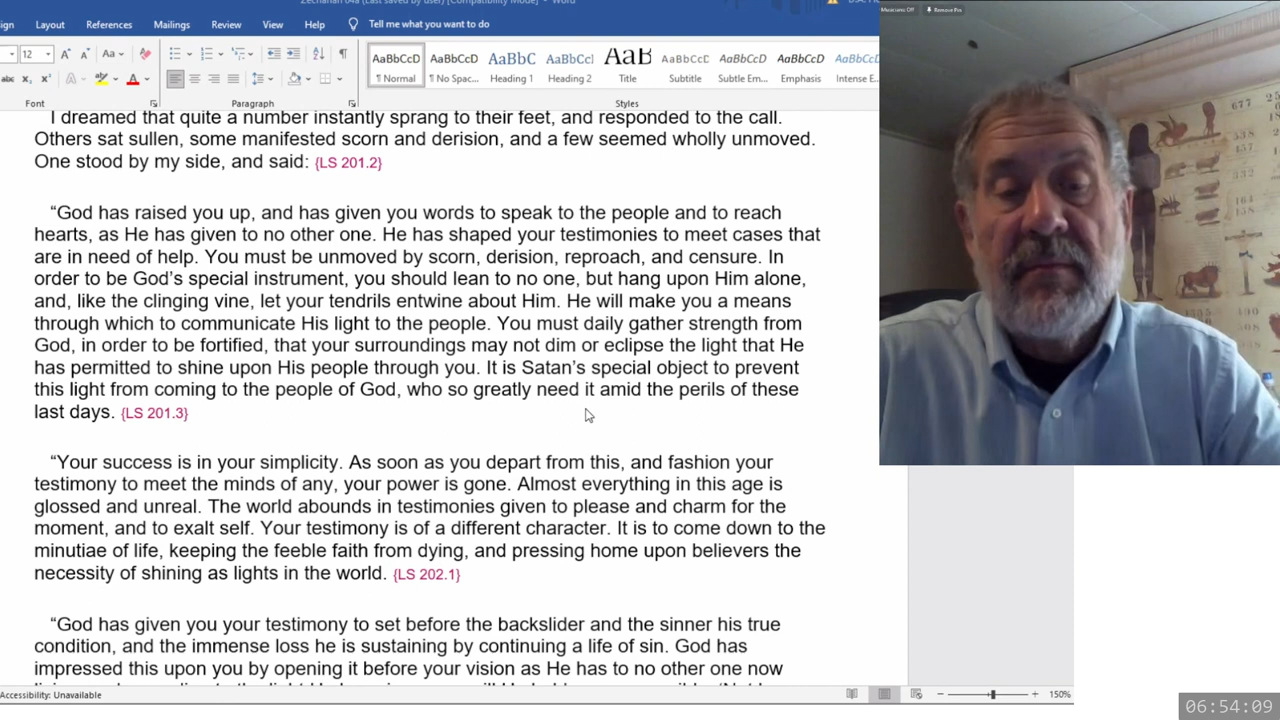 Zechariah 04a (Last saved by user) [Compatibility Mode] - Word
sign Layout References Mailings Review View Help Tell me what you want to do
12 Aa
AaBbCcD AaBbCcD AaBbC AaBbCcl AaB AaBbCcD AaBbCcD AaBbCcD AaBbCcD
¶ Normal ¶ No Spac... Heading 1 Heading 2 Title Subtitle Subtle Em... Emphasis Intense E...
Font Paragraph Styles
I dreamed that quite a number instantly sprang to their feet, and responded to the call.
Others sat sullen, some manifested scorn and derision, and a few seemed wholly unmoved.
One stood by my side, and said: {LS 201.2}
“God has raised you up, and has given you words to speak to the people and to reach
hearts, as He has given to no other one. He has shaped your testimonies to meet cases that
are in need of help. You must be unmoved by scorn, derision, reproach, and censure. In
order to be God’s special instrument, you should lean to no one, but hang upon Him alone,
and, like the clinging vine, let your tendrils entwine about Him. He will make you a means
through which to communicate His light to the people. You must daily gather strength from
God, in order to be fortified, that your surroundings may not dim or eclipse the light that He
has permitted to shine upon His people through you. It is Satan’s special object to prevent
this light from coming to the people of God, who so greatly need it amid the perils of these
last days. {LS 201.3}
“Your success is in your simplicity. As soon as you depart from this, and fashion your
testimony to meet the minds of any, your power is gone. Almost everything in this age is
glossed and unreal. The world abounds in testimonies given to please and charm for the
moment, and to exalt self. Your testimony is of a different character. It is to come down to the
minutiae of life, keeping the feeble faith from dying, and pressing home upon believers the
necessity of shining as lights in the world. {LS 202.1}
“God has given you your testimony to set before the backslider and the sinner his true
condition, and the immense loss he is sustaining by continuing a life of sin. God has
impressed this upon you by opening it before your vision as He has to no other one now
Accessibility: Unavailable
150%
Remove Pin
677
538
457
06:54:09